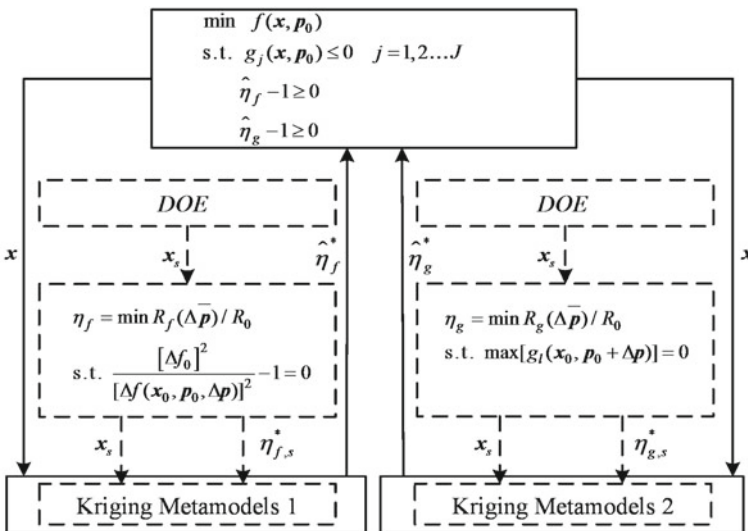 min f(x, p₀)
s.t. gⱼ(x, p₀) ≤ 0 j = 1, 2 … J
η̂_f − 1 ≥ 0
η̂_g − 1 ≥ 0
x
DOE
x_s
η̂_f^*
η_f = min R_f(Δp̄) / R₀
s.t. [Δf₀]² / [Δf(x₀, p₀, Δp)]² − 1 = 0
x_s
η_{f,s}^*
Kriging Metamodels 1
η̂_g^*
DOE
x_s
x
η_g = min R_g(Δp̄) / R₀
s.t. max[g_l(x₀, p₀ + Δp)] = 0
x_s
η_{g,s}^*
Kriging Metamodels 2